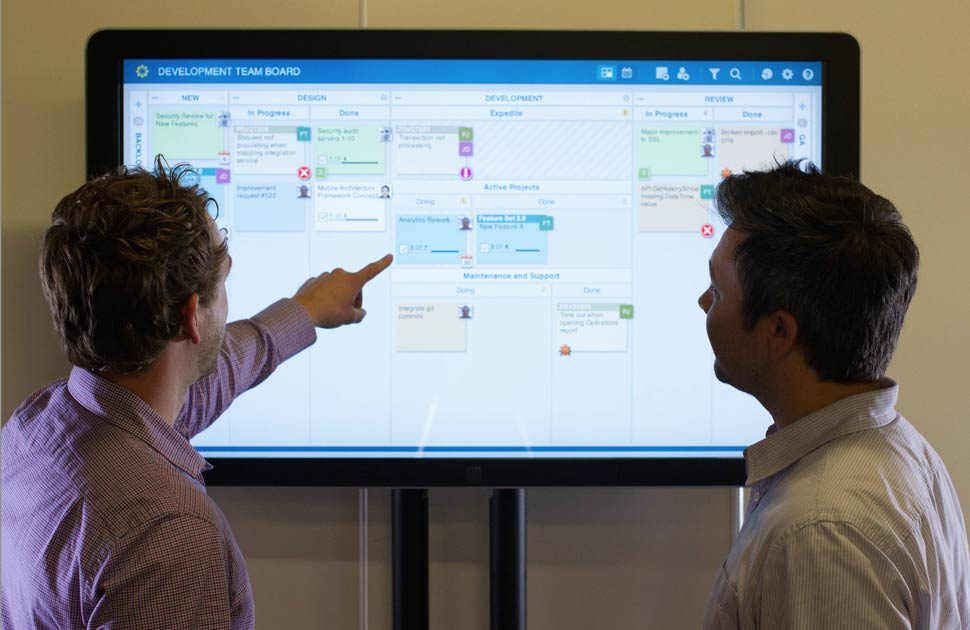 DEVELOPMENT TEAM BOARD
NEW
DESIGN
DEVELOPMENT
REVIEW
In Progress
Done
Expedite
In Progress
Done
QA
Security Review for
New Features
Statuses not
populating when
mapping integration
service
FT
Security audit:
servers 1-10
1 OF 4
Transaction not
processing
PJ
JD
Major improvement
to SSL
Broken import - csv
only
JD
JD
Improvement
request #522
Mobile Architecture
Framework Concept
Active Projects
Doing
Done
Analytics Rework
Feature Set 2.0
New Feature A
FT
API GetHistorySince
missing DateTime
value
FT
Maintenance and Support
Doing
Done
Integrate git
commits
PJ
Time out when
opening Operations
report